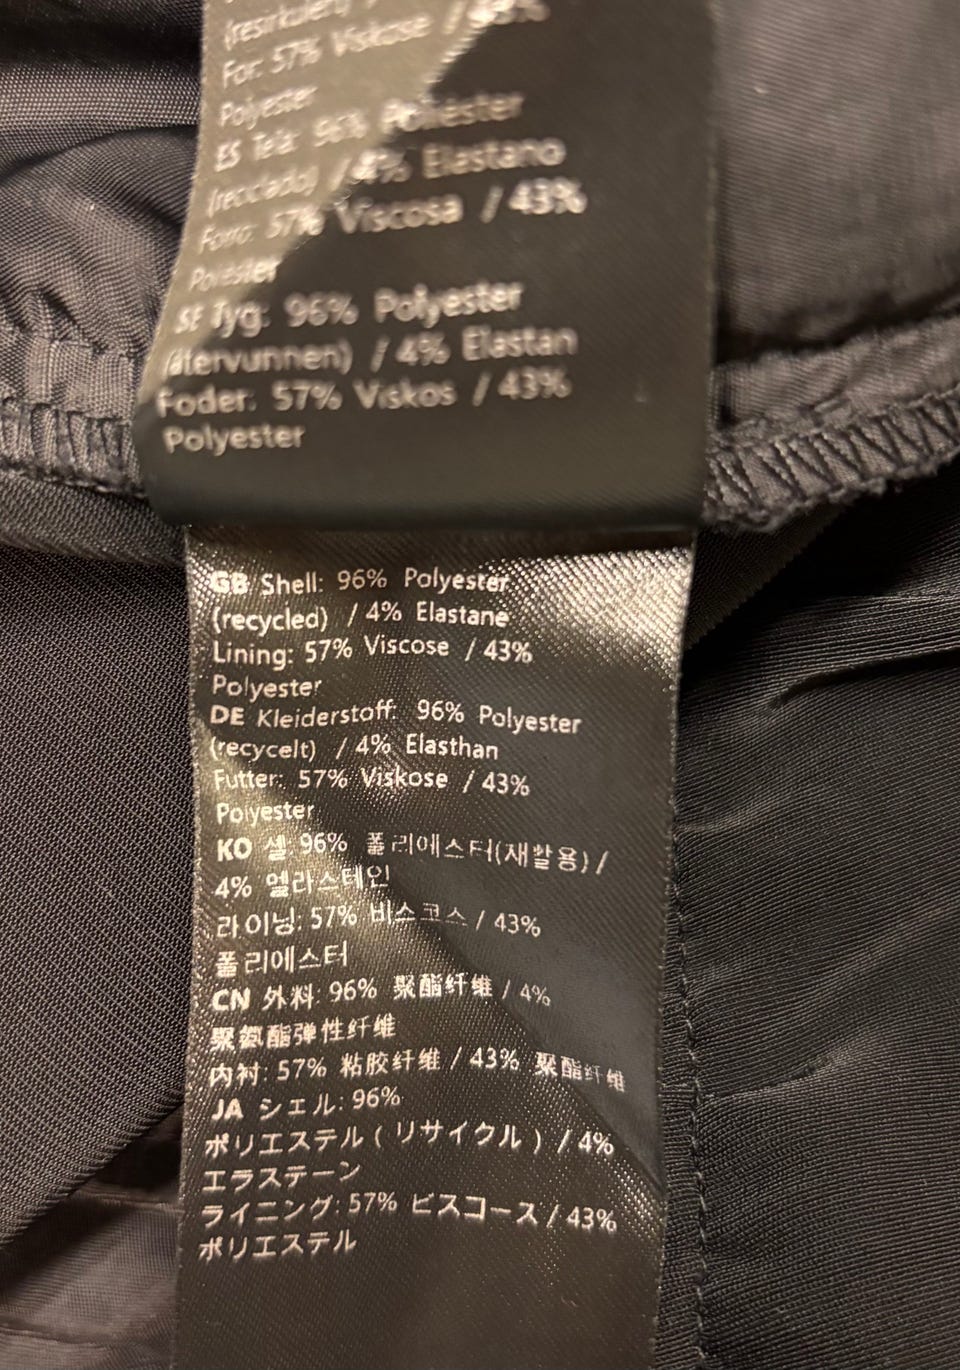 (resirkulert)
For: 57% Viskose / 43%
Polyester
ES Tela: 96% Poliéster
(reciclado) / 4% Elastano
Forro: 57% Viscosa / 43%
Poliéster
SE Tyg: 96% Polyester
(återvunnen) / 4% Elastan
Foder: 57% Viskos / 43%
Polyester
GB Shell: 96% Polyester
(recycled) / 4% Elastane
Lining: 57% Viscose / 43%
Polyester
DE Kleiderstoff: 96% Polyester
(recycelt) / 4% Elasthan
Futter: 57% Viskose / 43%
Polyester
KO 셸: 96% 폴리에스터(재활용) /
4% 엘라스테인
라이닝: 57% 비스코스 / 43%
폴리에스터
CN 外料: 96% 聚酯纤维 / 4%
聚氨酯弹性纤维
内衬: 57% 粘胶纤维 / 43% 聚酯纤维
JA シェル: 96%
ポリエステル ( リサイクル ) / 4%
エラステーン
ライニング: 57% ビスコース / 43%
ポリエステル